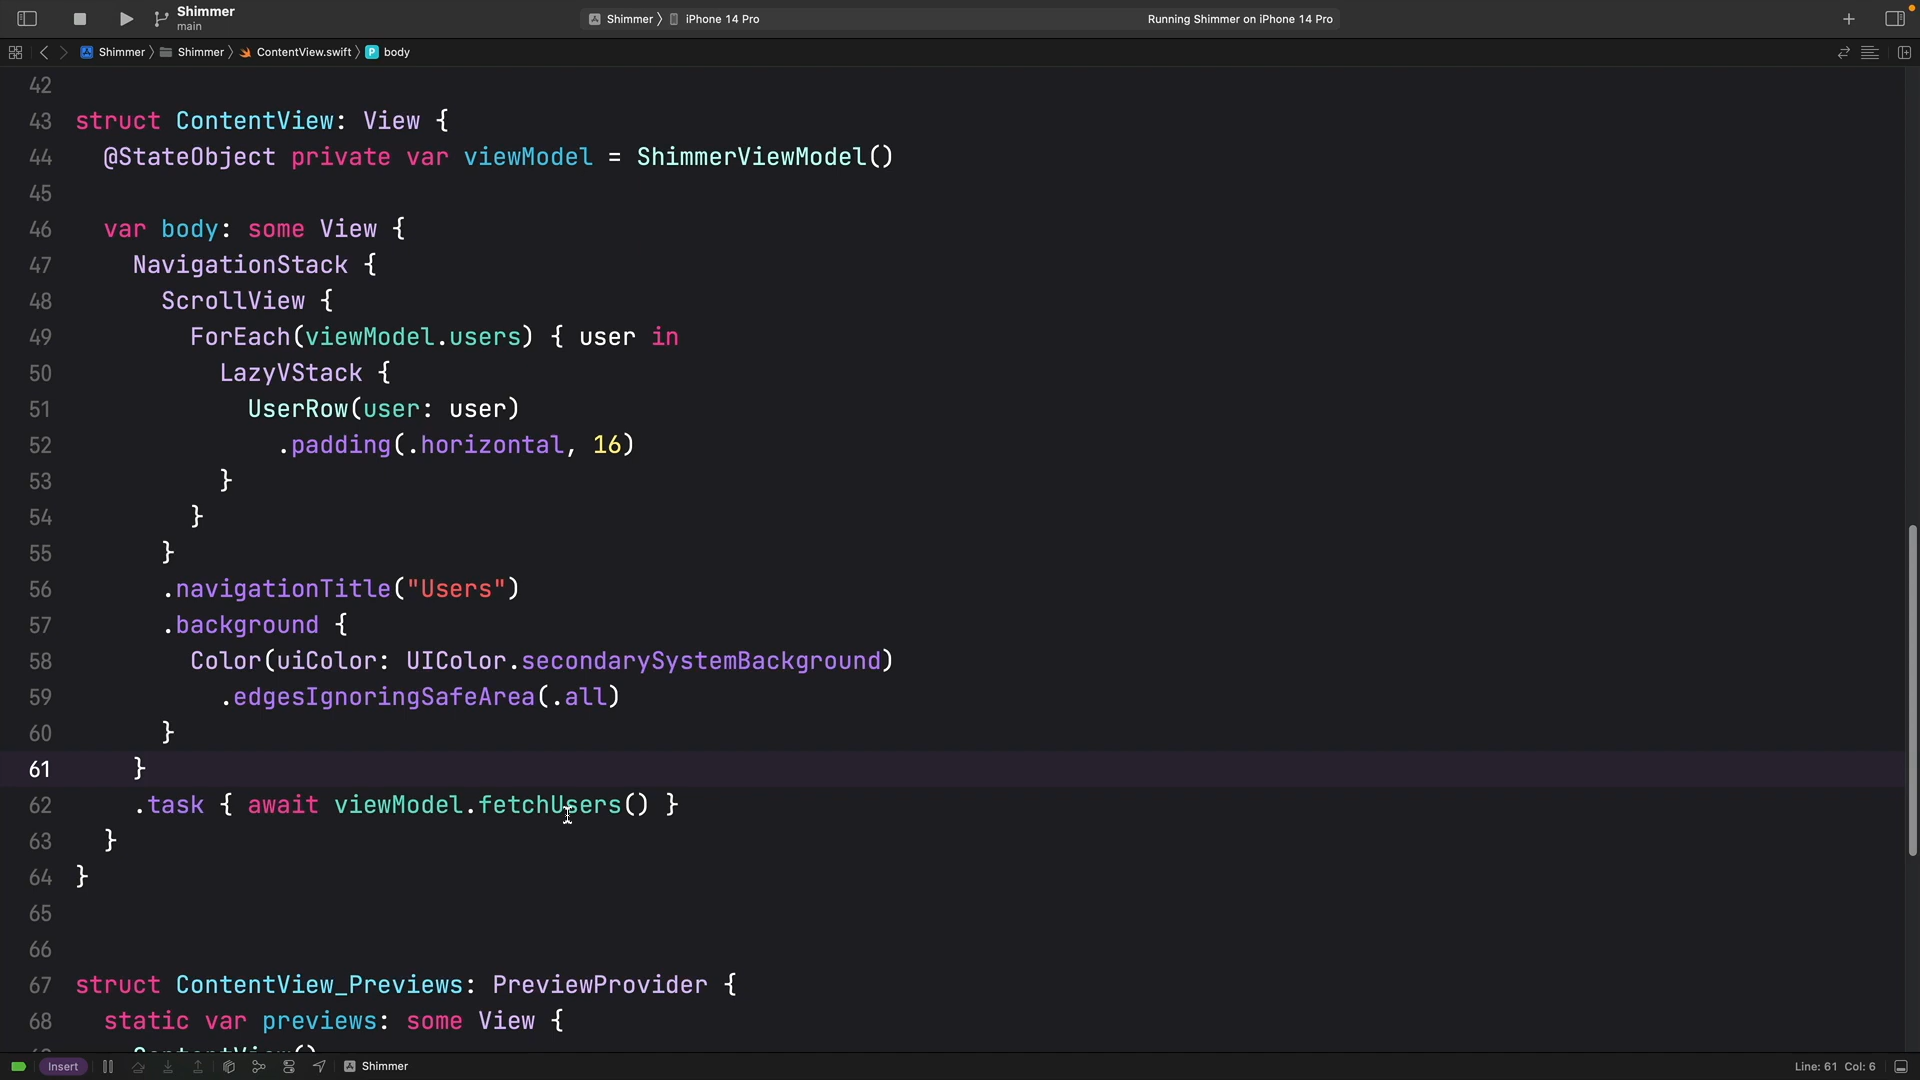 Shimmer
main
Shimmer 〉 iPhone 14 Pro
Running Shimmer on iPhone 14 Pro
Shimmer 〉 Shimmer 〉 ContentView.swift 〉 P body
42
43 struct ContentView: View {
44 @StateObject private var viewModel = ShimmerViewModel()
45
46 var body: some View {
47 NavigationStack {
48 ScrollView {
49 ForEach(viewModel.users) { user in
50 LazyVStack {
51 UserRow(user: user)
52 .padding(.horizontal, 16)
53 }
54 }
55 }
56 .navigationTitle("Users")
57 .background {
58 Color(uiColor: UIColor.secondarySystemBackground)
59 .edgesIgnoringSafeArea(.all)
60 }
61 }
62 .task { await viewModel.fetchUsers() }
63 }
64 }
65
66
67 struct ContentView_Previews: PreviewProvider {
68 static var previews: some View {
ContentView()
Insert
Shimmer
Line: 61 Col: 6